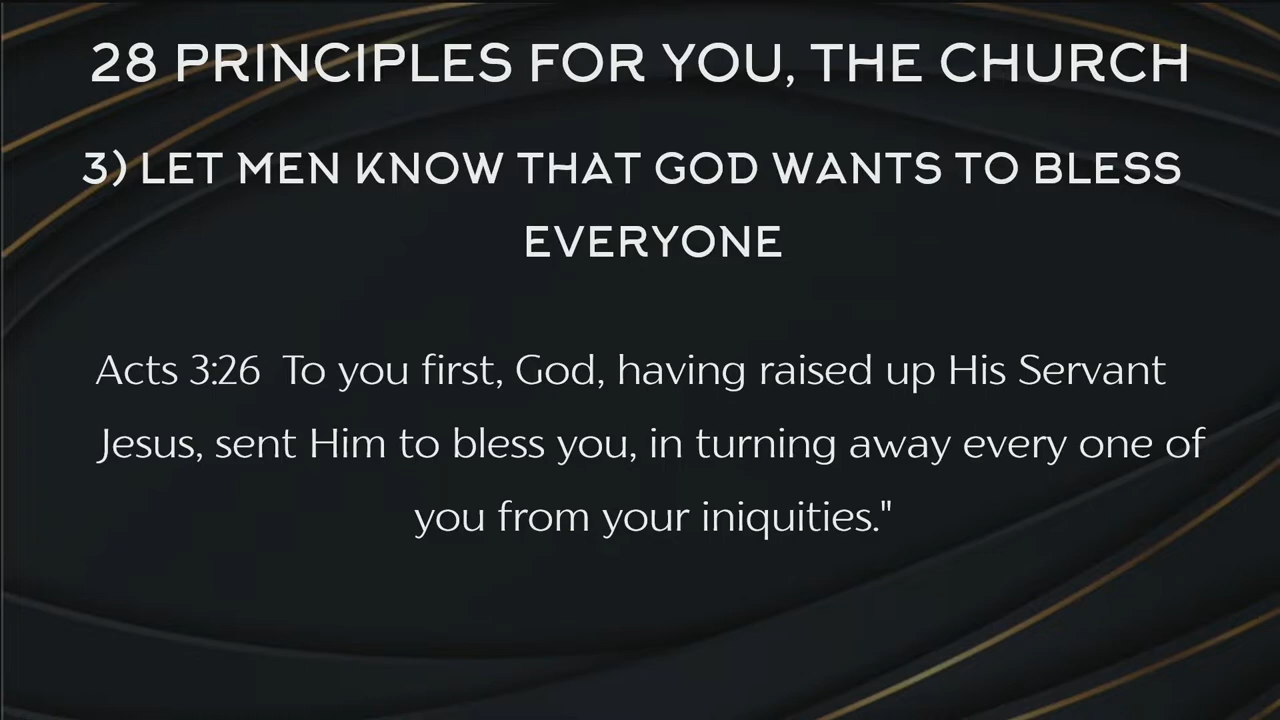 28 PRINCIPLES FOR YOU, THE CHURCH
3) LET MEN KNOW THAT GOD WANTS TO BLESS
EVERYONE
Acts 3:26  To you first, God, having raised up His Servant
Jesus, sent Him to bless you, in turning away every one of
you from your iniquities."